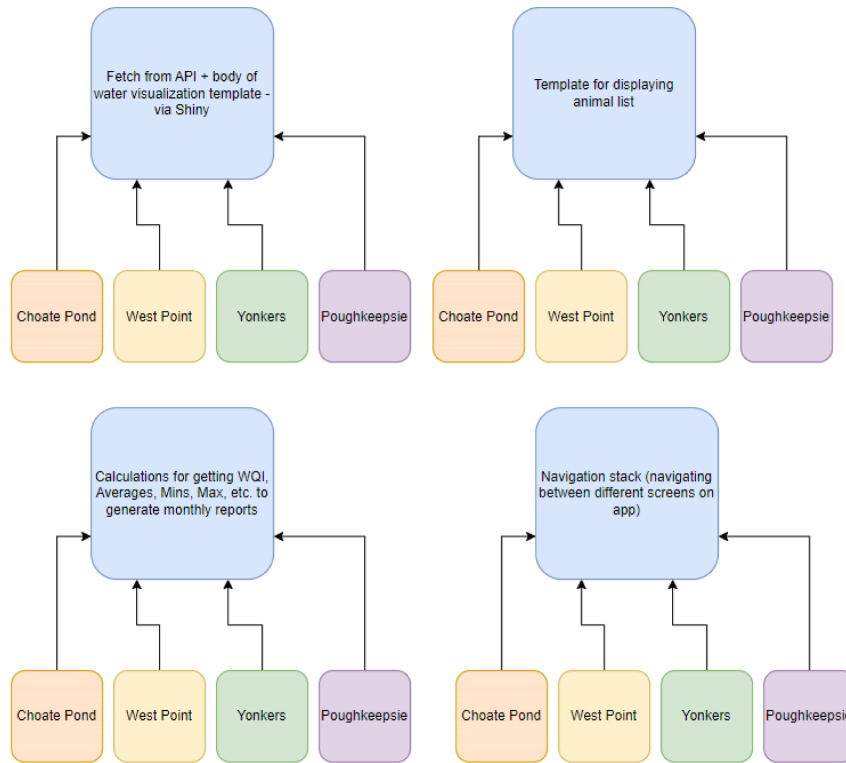 Fetch from API + body of
water visualization template -
via Shiny
Template for displaying
animal list
Choate Pond
West Point
Yonkers
Poughkeepsie
Choate Pond
West Point
Yonkers
Poughkeepsie
Calculations for getting WQI,
Averages, Mins, Max, etc. to
generate monthly reports
Navigation stack (navigating
between different screens on
app)
Choate Pond
West Point
Yonkers
Poughkeepsie
Choate Pond
West Point
Yonkers
Poughkeepsie